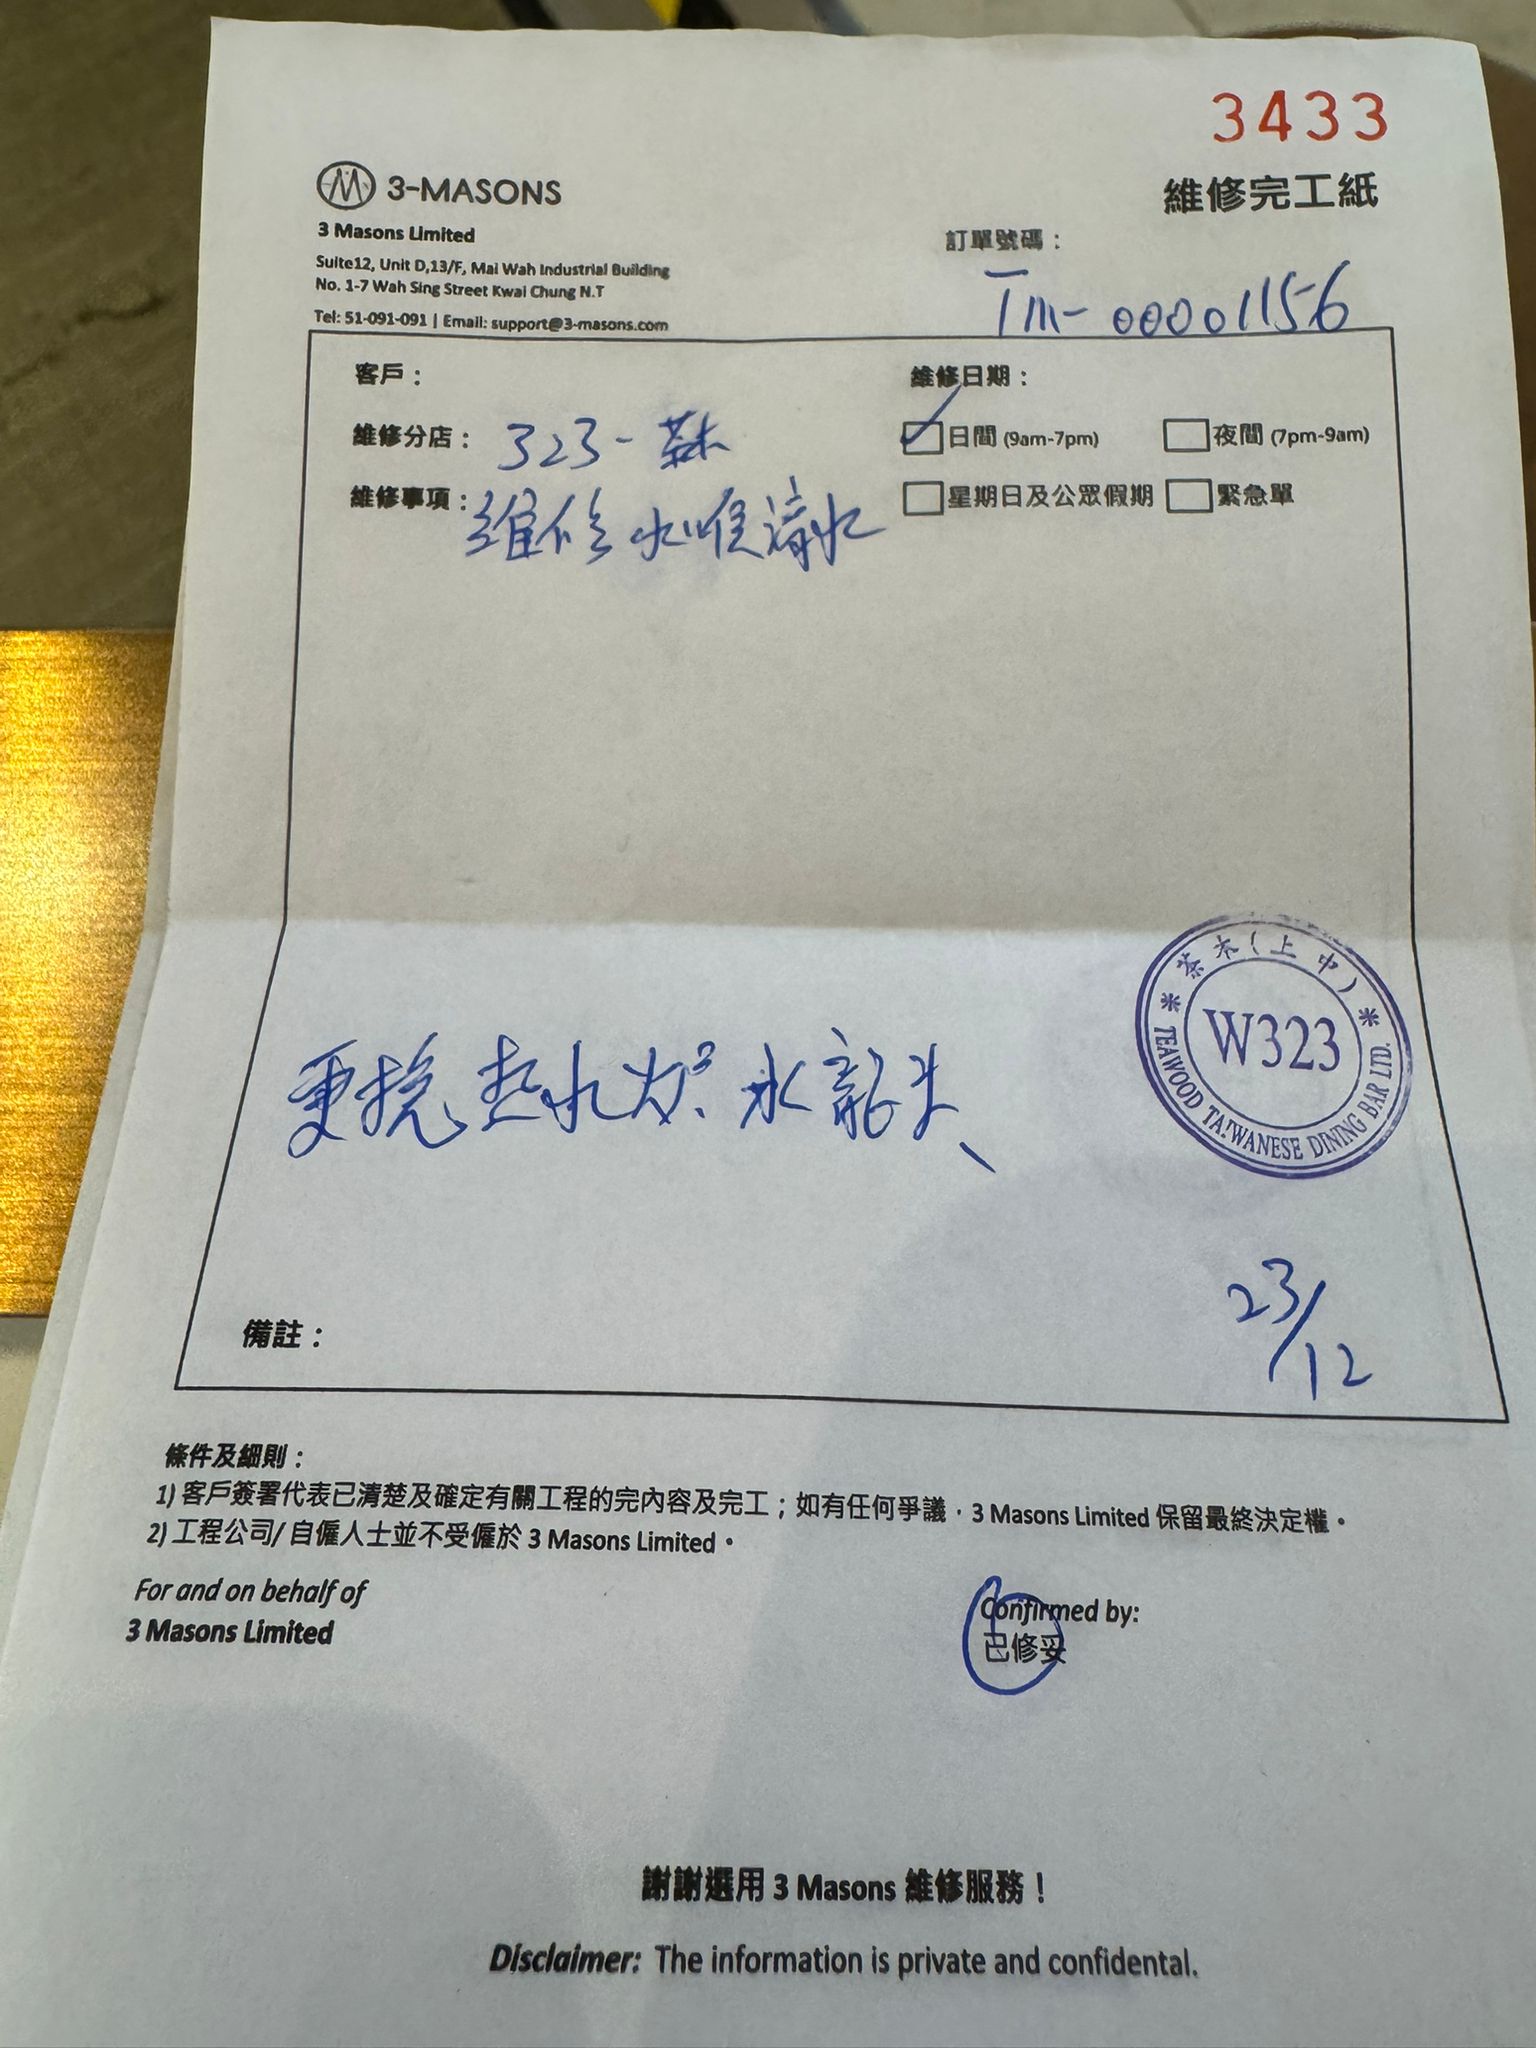 3433
3-MASONS
維修完工紙
3 Masons Limited
訂單號碼：
Suite12, Unit D,13/F, Mai Wah Industrial Building
No. 1-7 Wah Sing Street Kwai Chung N.T
TM-00001156
Tel: 51-091-091 | Email: support@3-masons.com
客戶：
維修日期：
維修分店： 323-茶木
日間 (9am-7pm) 夜間 (7pm-9am)
維修事項： 維修水喉漏水
星期日及公眾假期 緊急單
茶木(上中)
W323
TEAWOOD TAIWANESE DINING BAR LTD.
更換熱水炉水龍头
23/12
備註：
條件及細則：
1) 客戶簽署代表已清楚及確定有關工程的完內容及完工；如有任何爭議，3 Masons Limited 保留最終決定權。
2) 工程公司/ 自僱人士並不受僱於 3 Masons Limited。
For and on behalf of
3 Masons Limited
Confirmed by:
已修妥
謝謝選用 3 Masons 維修服務！
Disclaimer: The information is private and confidental.